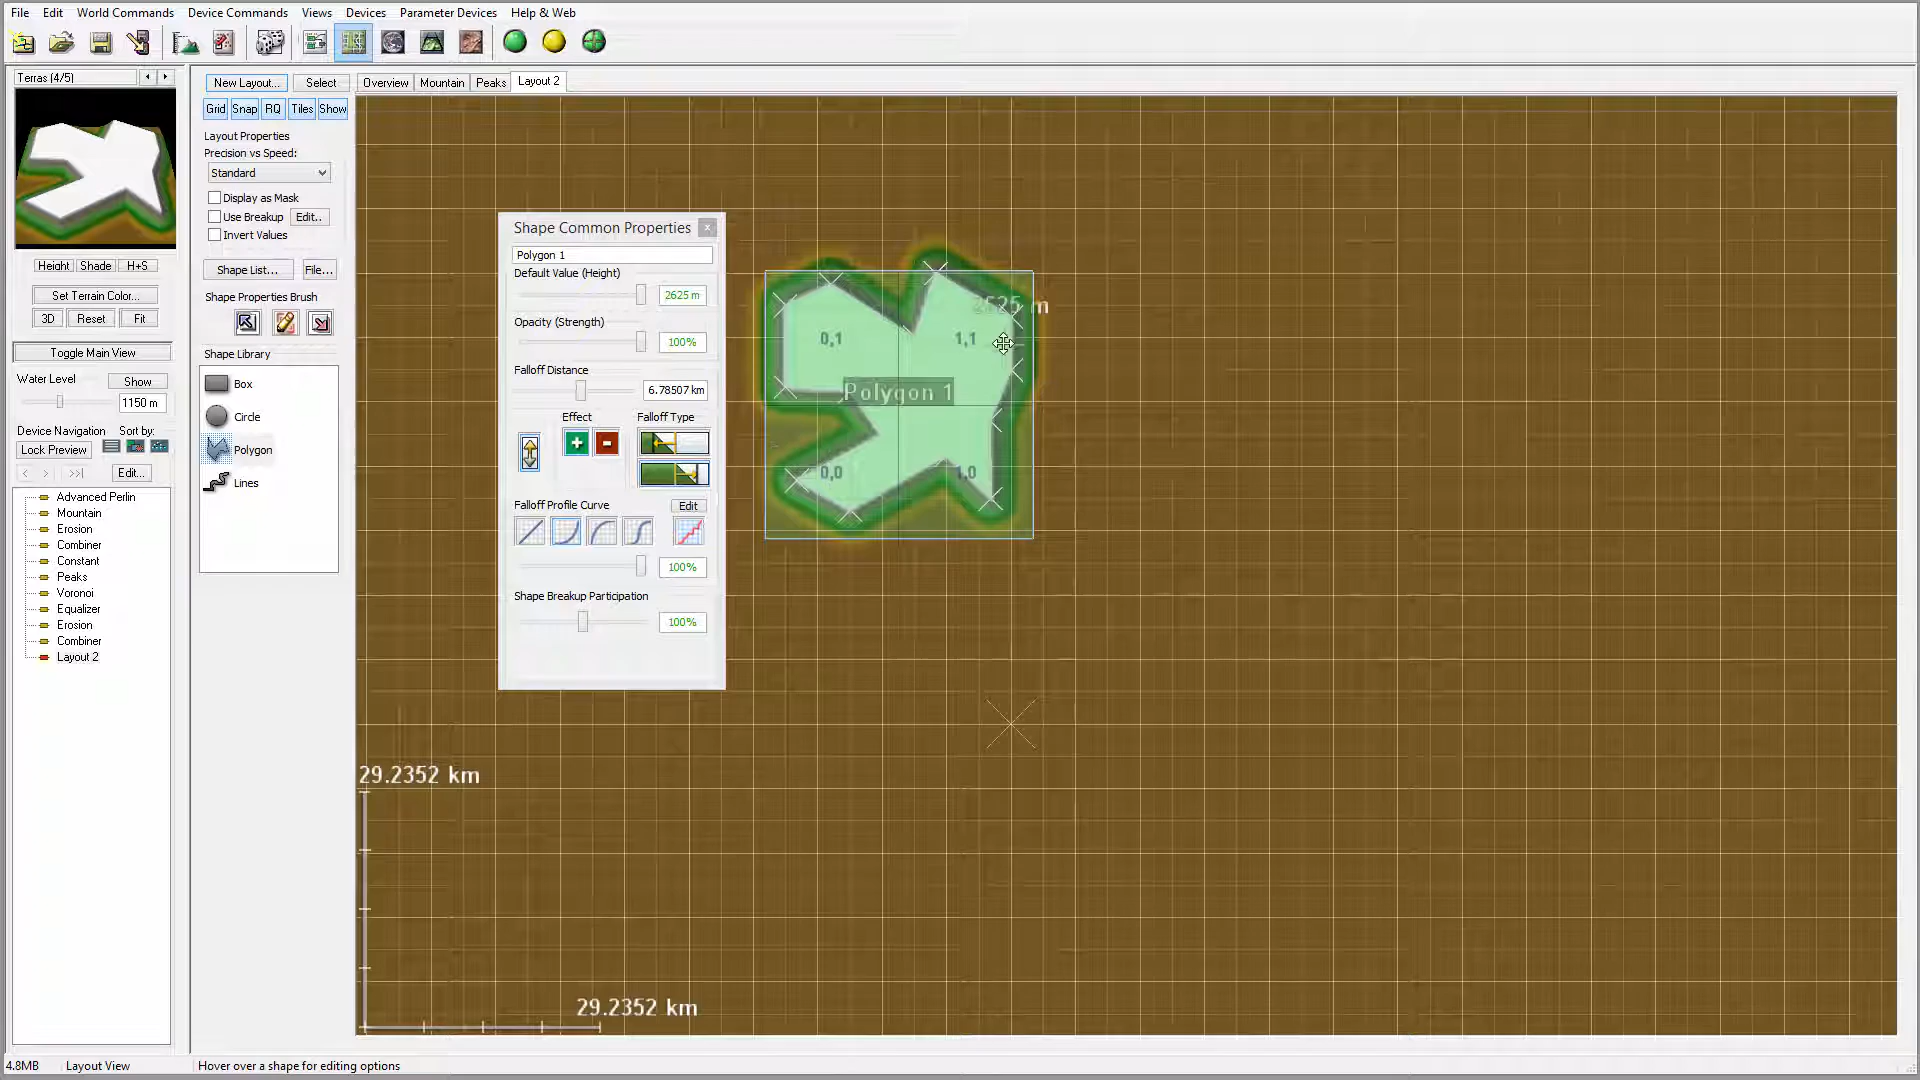 File Edit World Commands Device Commands Views Devices Parameter Devices Help & Web
Terras (4/5)
New Layout... Select
Overview Mountain Peaks Layout 2
Grid Snap RQ Tiles Show
Layout Properties
Precision vs Speed:
Standard
Display as Mask
Use Breakup Edit..
Invert Values
Shape List... File...
Height Shade H+S
Set Terrain Color...
3D Reset Fit
Toggle Main View
Water Level Show
1150 m
Device Navigation Sort by:
Lock Preview
< > >>| Edit...
Advanced Perlin
Mountain
Erosion
Combiner
Constant
Peaks
Voronoi
Equalizer
Erosion
Combiner
Layout 2
Shape Properties Brush
Shape Library
Box
Circle
Polygon
Lines
Shape Common Properties x
Polygon 1
Default Value (Height)
2625 m
Opacity (Strength)
100%
Falloff Distance
6.78507 km
Effect Falloff Type
+ -
Falloff Profile Curve Edit
100%
Shape Breakup Participation
100%
2525 m
0,1 1,1
Polygon 1
0,0 1,0
29.2352 km
29.2352 km
4.8MB Layout View Hover over a shape for editing options